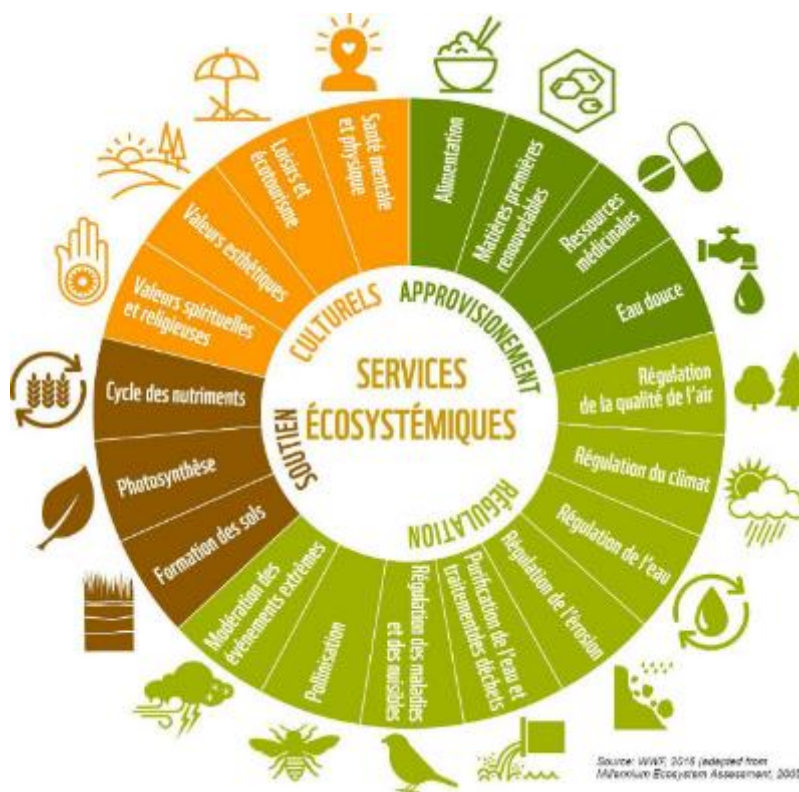 SERVICES
ÉCOSYSTÉMIQUES
APPROVISIONEMENT
Alimentation
Matières premières
renouvelables
Ressources
médicinales
Eau douce
RÉGULATION
Régulation
de la qualité de l'air
Régulation du climat
Régulation de l'eau
Régulation de l'érosion
Purification de l'eau et
traitement des déchets
Régulation des maladies
et des nuisibles
Pollinisation
Modération des
événements extrêmes
SOUTIEN
Formation des sols
Photosynthèse
Cycle des nutriments
CULTURELS
Valeurs spirituelles
et religieuses
Valeurs esthétiques
Loisirs et
écotourisme
Santé mentale
et physique
Source: WWF, 2016 (adapted from
Millennium Ecosystem Assessment,